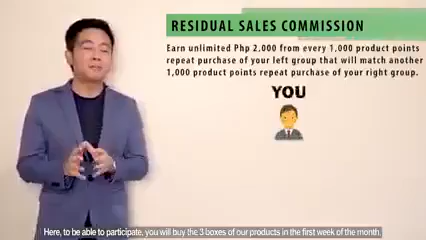 RESIDUAL SALES COMMISSION
Earn unlimited Php 2,000 from every 1,000 product points
repeat purchase of your left group that will match another
1,000 product points repeat purchase of your right group.
YOU
Here, to be able to participate, you will buy the 3 boxes of our products in the first week of the month,